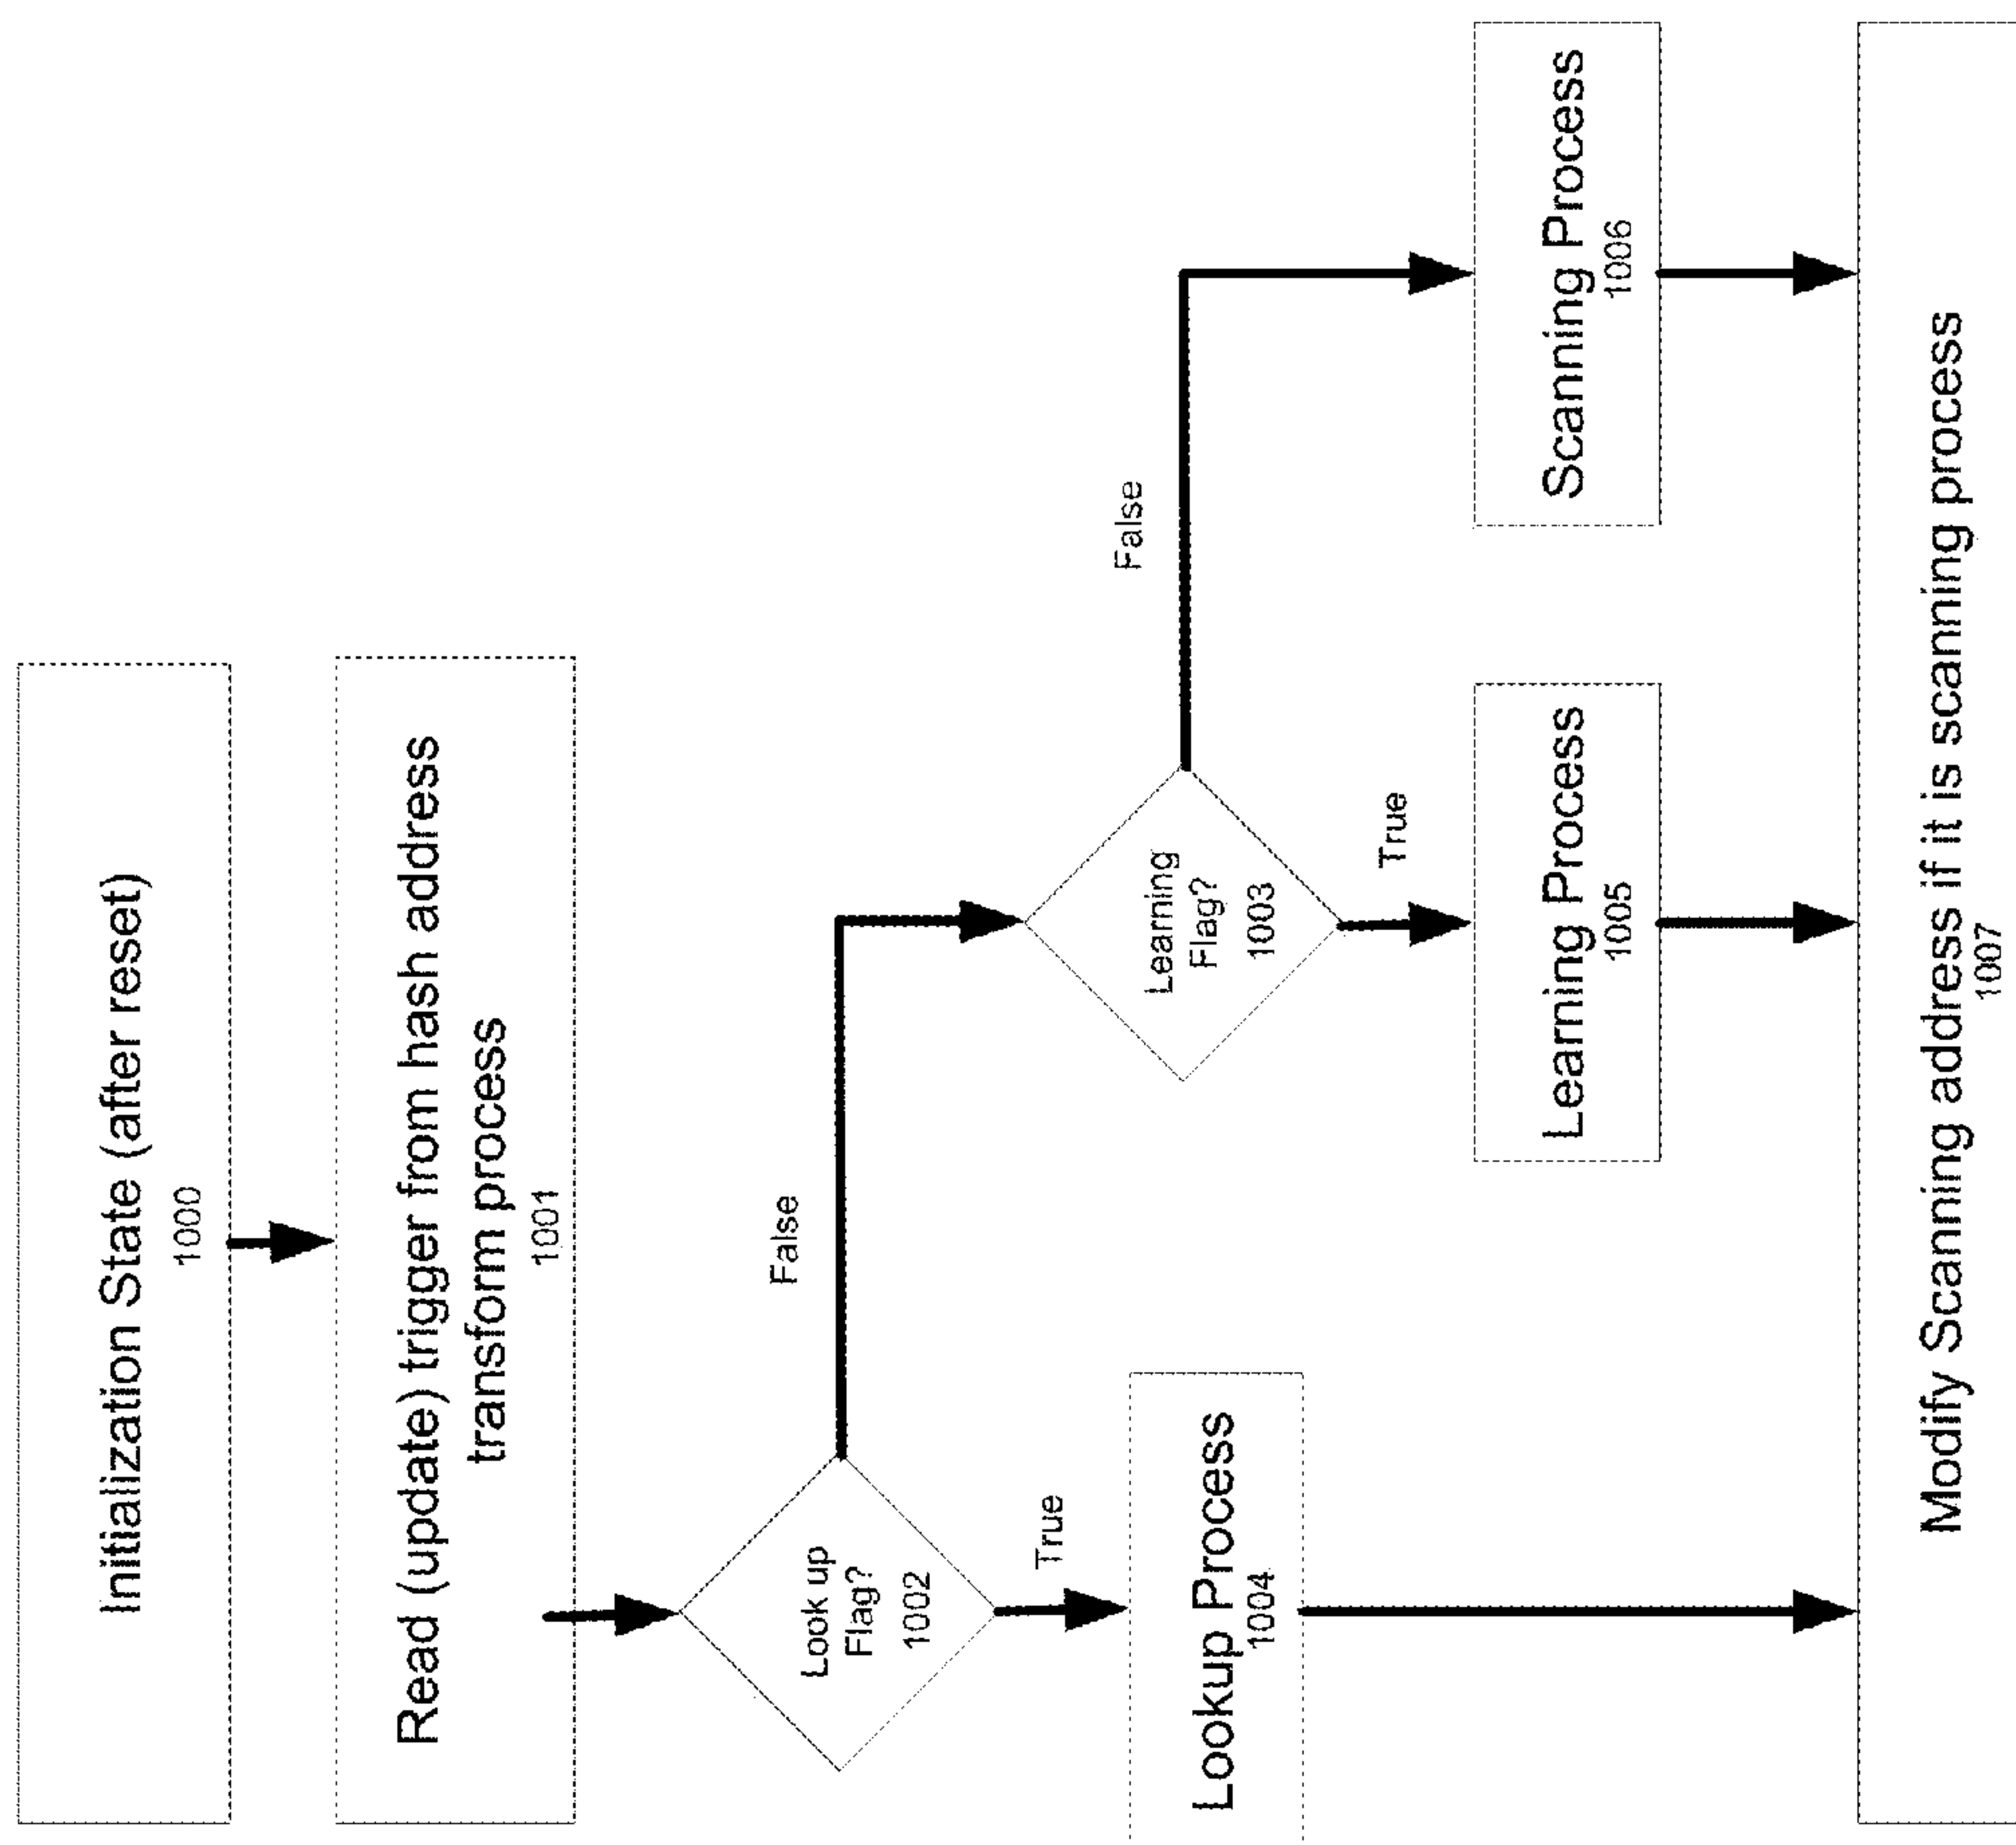 Initialization State (after reset)
1000
Read (update) trigger from hash address
transform process
1001
Look up
Flag?
1002
False
True
Lookup Process
1004
Learning
Flag?
1003
False
True
Learning Process
1005
Scanning Process
1006
Modify Scanning address if it is scanning process
1007